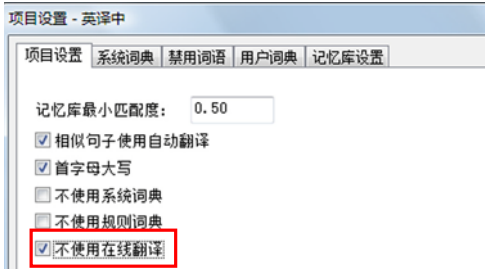 项目设置 - 英译中
项目设置 系统词典 禁用词语 用户词典 记忆库设置
记忆库最小匹配度： 0.50
相似句子使用自动翻译
首字母大写
不使用系统词典
不使用规则词典
不使用在线翻译